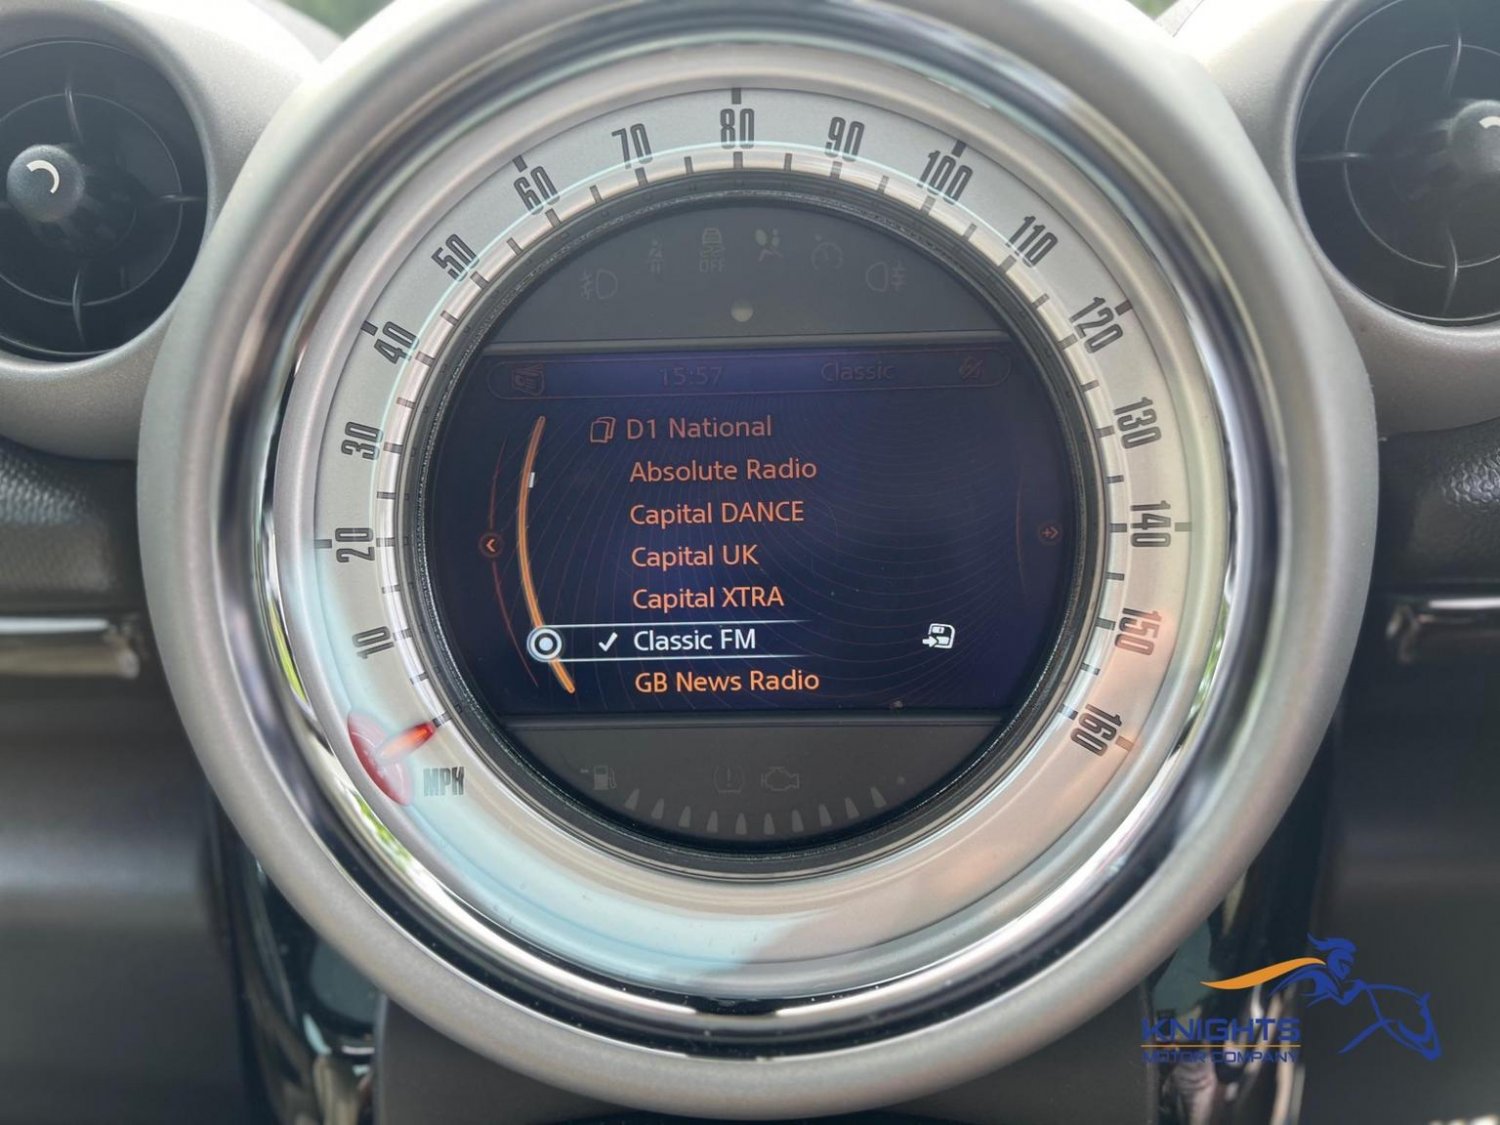 80
70
90
60
100
50
110
40
120
30
130
20
140
10
150
160
MPH
OFF
15:57 Classic
D1 National
Absolute Radio
Capital DANCE
Capital UK
Capital XTRA
Classic FM
GB News Radio
KNIGHTS
MOTOR COMPANY